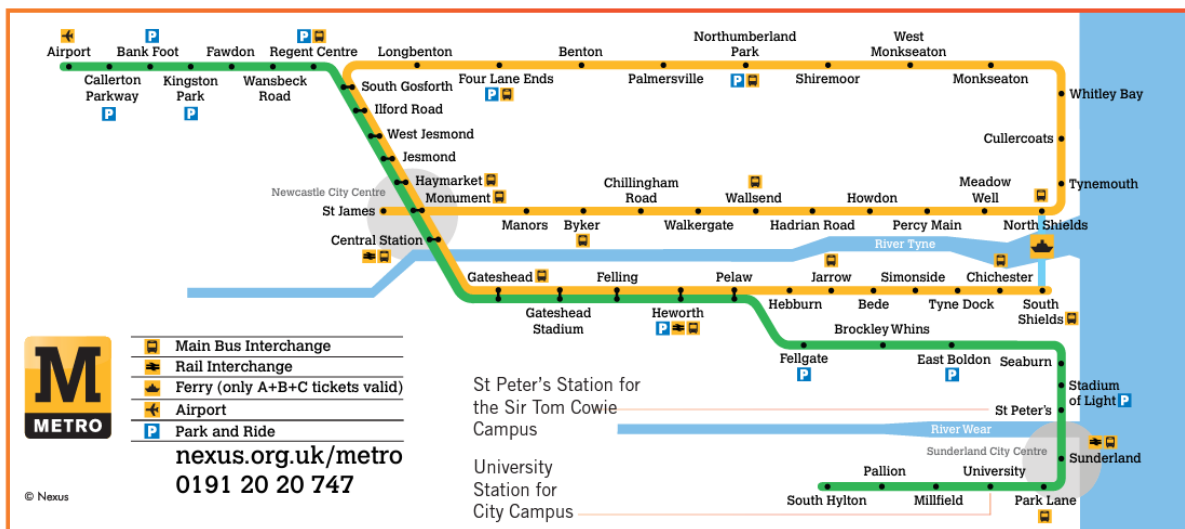 Airport
Callerton
Parkway
Bank Foot
Kingston
Park
Fawdon
Wansbeck
Road
Regent Centre
Longbenton
Four Lane Ends
Benton
Palmersville
Northumberland
Park
Shiremoor
West
Monkseaton
Monkseaton
South Gosforth
Ilford Road
West Jesmond
Jesmond
Haymarket
Monument
Newcastle City Centre
St James
Central Station
Whitley Bay
Cullercoats
Tynemouth
Manors
Byker
Chillingham
Road
Walkergate
Wallsend
Hadrian Road
Howdon
Percy Main
Meadow
Well
North Shields
River Tyne
Gateshead
Gateshead
Stadium
Felling
Heworth
Pelaw
Hebburn
Jarrow
Bede
Simonside
Tyne Dock
Chichester
South
Shields
Fellgate
Brockley Whins
East Boldon
Seaburn
Stadium
of Light
St Peter's
River Wear
Sunderland City Centre
Sunderland
Park Lane
University
Millfield
Pallion
South Hylton
St Peter's Station for
the Sir Tom Cowie
Campus
University
Station for
City Campus
M
METRO
Main Bus Interchange
Rail Interchange
Ferry (only A+B+C tickets valid)
Airport
P Park and Ride
nexus.org.uk/metro
0191 20 20 747
© Nexus